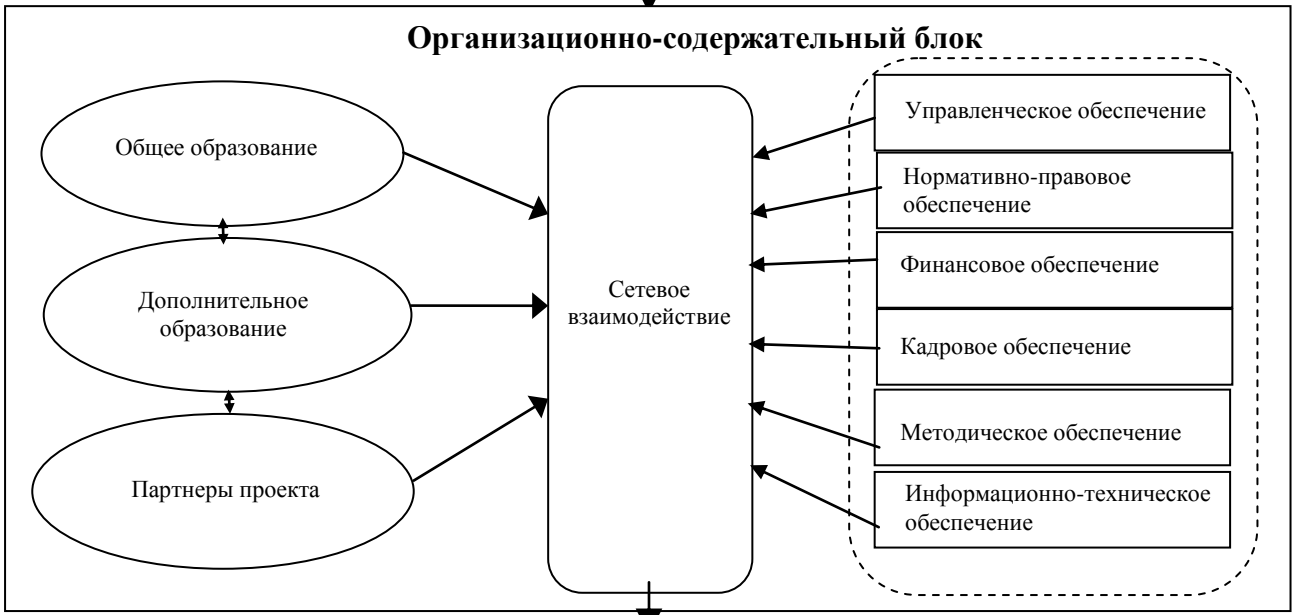 Организационно-содержательный блок
Общее образование
Дополнительное
образование
Партнеры проекта
Сетевое
взаимодействие
Управленческое обеспечение
Нормативно-правовое
обеспечение
Финансовое обеспечение
Кадровое обеспечение
Методическое обеспечение
Информационно-техническое
обеспечение